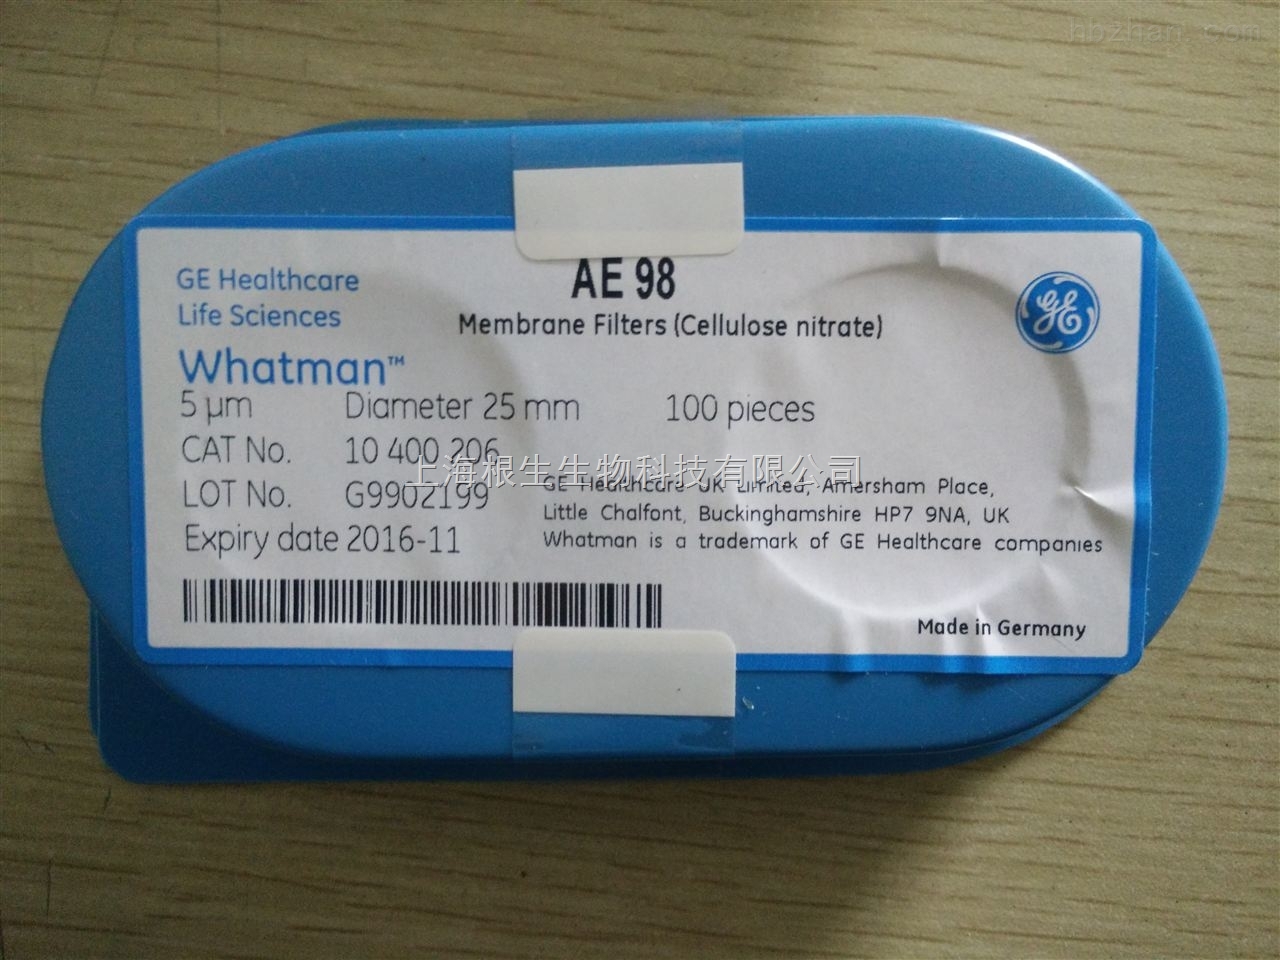 hbzhan.com
AE 98
Membrane Filters (Cellulose nitrate)
GE Healthcare
Life Sciences
Whatman™
GE
5 µm Diameter 25 mm 100 pieces
CAT No. 10 400 206
LOT No. G9902199
Expiry date 2016-11
上海根生生物科技有限公司
GE Healthcare UK Limited, Amersham Place,
Little Chalfont, Buckinghamshire HP7 9NA, UK
Whatman is a trademark of GE Healthcare companies
Made in Germany